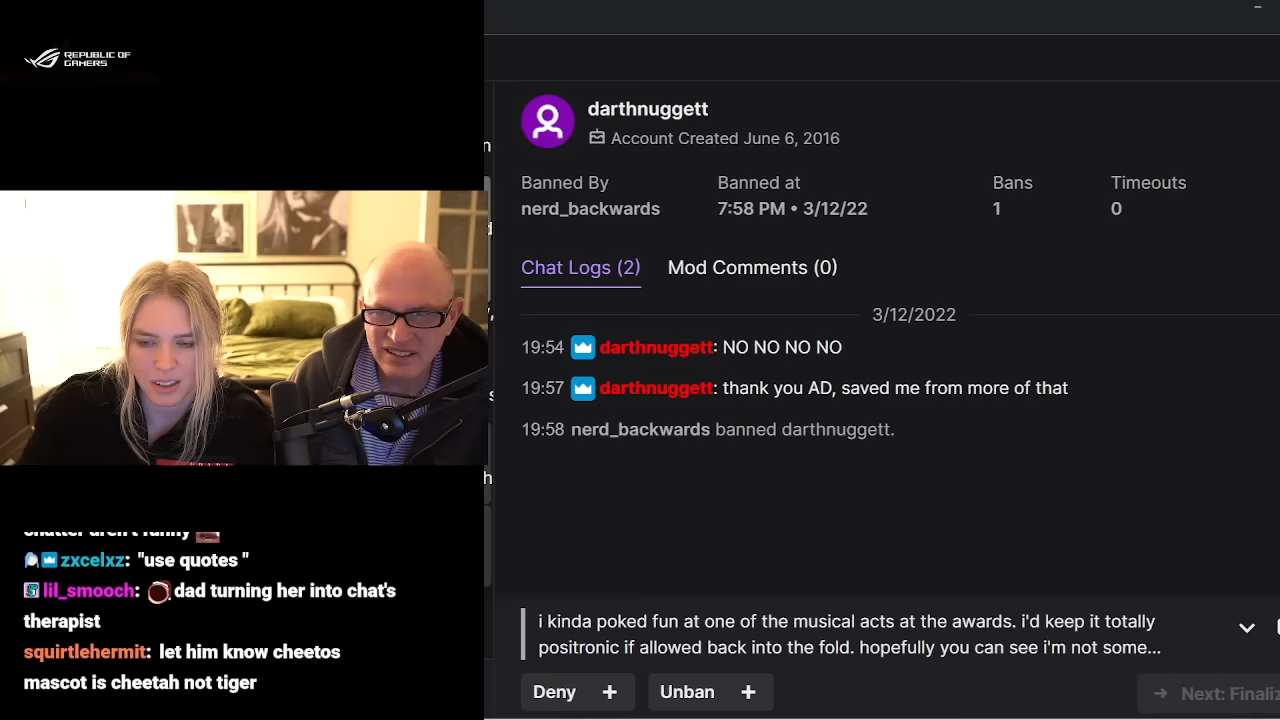 REPUBLIC OF
GAMERS
darthnuggett
Account Created June 6, 2016
Banned By
Banned at
Bans
Timeouts
nerd_backwards
7:58 PM • 3/12/22
1
0
Chat Logs (2)
Mod Comments (0)
3/12/2022
19:54 darthnuggett: NO NO NO NO
19:57 darthnuggett: thank you AD, saved me from more of that
19:58 nerd_backwards banned darthnuggett.
i kinda poked fun at one of the musical acts at the awards. i'd keep it totally
positronic if allowed back into the fold. hopefully you can see i'm not some...
Deny +
Unban +
Next: Finaliz
chatter aren't funny
zxcelxz: "use quotes "
lil_smooch: dad turning her into chat's
therapist
squirtlehermit: let him know cheetos
mascot is cheetah not tiger